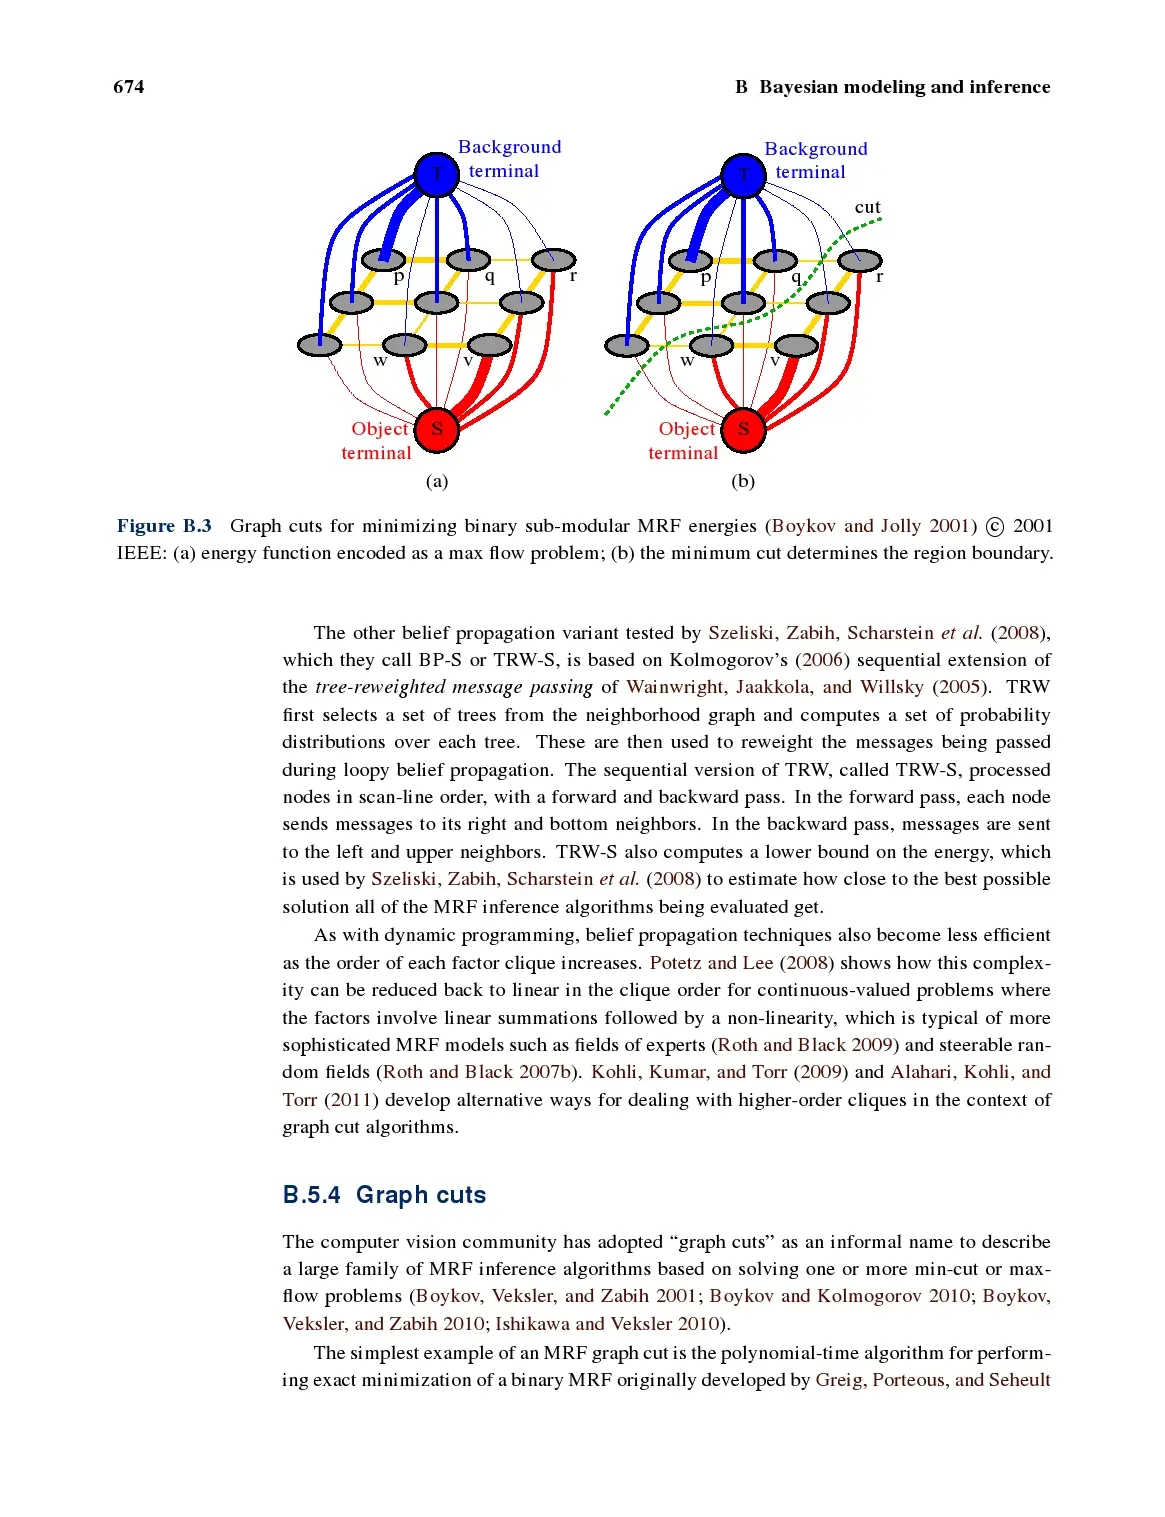 674
B Bayesian modeling and inference
Background
terminal
T
p
q
r
w
v
S
Object
terminal
(a)
Background
terminal
T
cut
p
q
r
w
v
S
Object
terminal
(b)
Figure B.3 Graph cuts for minimizing binary sub-modular MRF energies (Boykov and Jolly 2001) © 2001
IEEE: (a) energy function encoded as a max flow problem; (b) the minimum cut determines the region boundary.
The other belief propagation variant tested by Szeliski, Zabih, Scharstein et al. (2008),
which they call BP-S or TRW-S, is based on Kolmogorov’s (2006) sequential extension of
the tree-reweighted message passing of Wainwright, Jaakkola, and Willsky (2005). TRW
first selects a set of trees from the neighborhood graph and computes a set of probability
distributions over each tree. These are then used to reweight the messages being passed
during loopy belief propagation. The sequential version of TRW, called TRW-S, processed
nodes in scan-line order, with a forward and backward pass. In the forward pass, each node
sends messages to its right and bottom neighbors. In the backward pass, messages are sent
to the left and upper neighbors. TRW-S also computes a lower bound on the energy, which
is used by Szeliski, Zabih, Scharstein et al. (2008) to estimate how close to the best possible
solution all of the MRF inference algorithms being evaluated get.
As with dynamic programming, belief propagation techniques also become less efficient
as the order of each factor clique increases. Potetz and Lee (2008) shows how this complex-
ity can be reduced back to linear in the clique order for continuous-valued problems where
the factors involve linear summations followed by a non-linearity, which is typical of more
sophisticated MRF models such as fields of experts (Roth and Black 2009) and steerable ran-
dom fields (Roth and Black 2007b). Kohli, Kumar, and Torr (2009) and Alahari, Kohli, and
Torr (2011) develop alternative ways for dealing with higher-order cliques in the context of
graph cut algorithms.
B.5.4 Graph cuts
The computer vision community has adopted “graph cuts” as an informal name to describe
a large family of MRF inference algorithms based on solving one or more min-cut or max-
flow problems (Boykov, Veksler, and Zabih 2001; Boykov and Kolmogorov 2010; Boykov,
Veksler, and Zabih 2010; Ishikawa and Veksler 2010).
The simplest example of an MRF graph cut is the polynomial-time algorithm for perform-
ing exact minimization of a binary MRF originally developed by Greig, Porteous, and Seheult